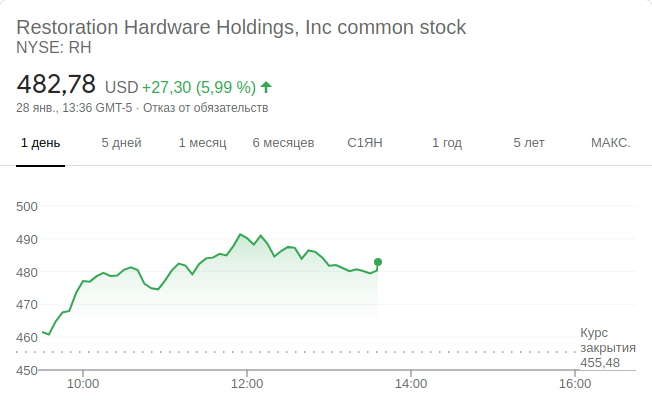 Restoration Hardware Holdings, Inc common stock
NYSE: RH
482,78 USD +27,30 (5,99 %)
28 янв., 13:36 GMT-5 · Отказ от обязательств
1 день 5 дней 1 месяц 6 месяцев С1ЯН 1 год 5 лет МАКС.
500
490
480
470
460
Курс
закрытия
455,48
450
10:00 12:00 14:00 16:00